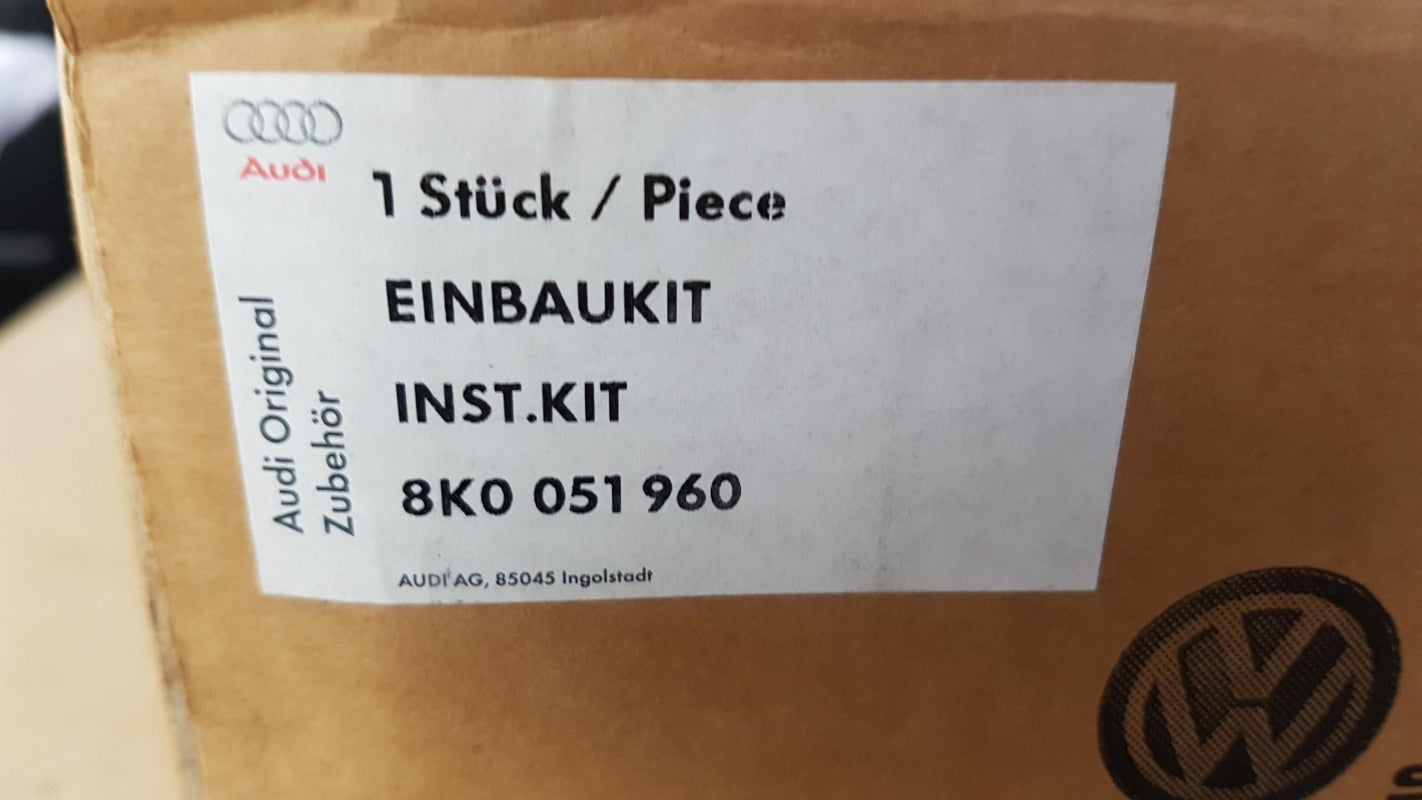 Audi
1 Stück / Piece
EINBAUKIT
INST.KIT
8K0 051 960
Audi Original
Zubehör
AUDI AG, 85045 Ingolstadt